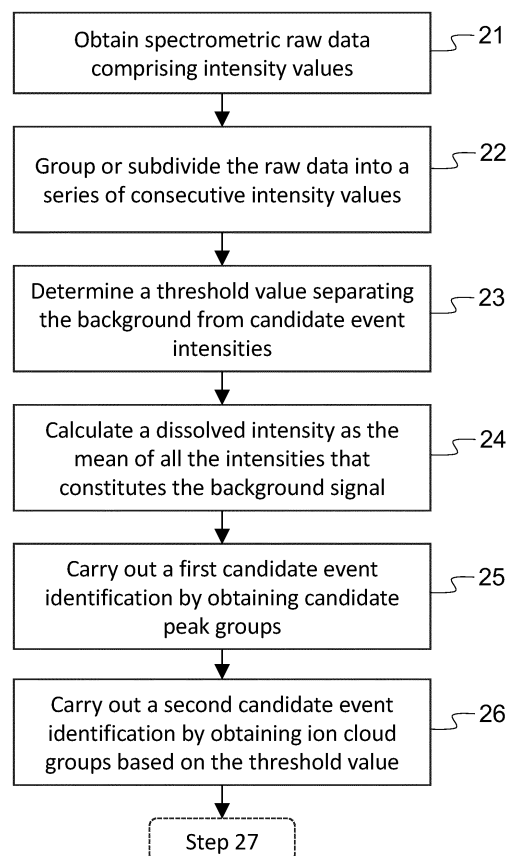 Obtain spectrometric raw data
comprising intensity values
21
Group or subdivide the raw data into a
series of consecutive intensity values
22
Determine a threshold value separating
the background from candidate event
intensities
23
Calculate a dissolved intensity as the
mean of all the intensities that
constitutes the background signal
24
Carry out a first candidate event
identification by obtaining candidate
peak groups
25
Carry out a second candidate event
identification by obtaining ion cloud
groups based on the threshold value
26
Step 27